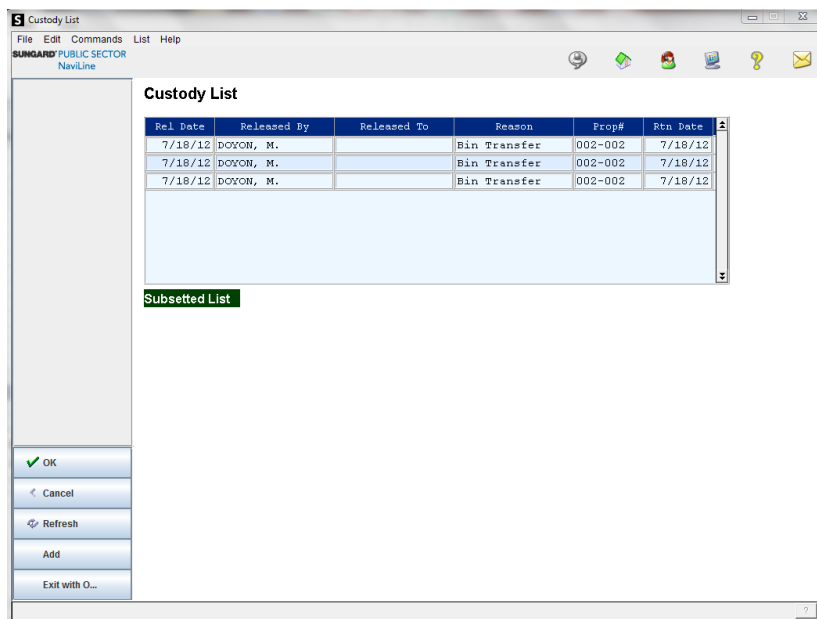 S Custody List
File Edit Commands List Help
SUNGARD® PUBLIC SECTOR
NaviLine
Custody List
Rel Date Released By Released To Reason Prop# Rtn Date
7/18/12 DOYON, M. Bin Transfer 002-002 7/18/12
7/18/12 DOYON, M. Bin Transfer 002-002 7/18/12
7/18/12 DOYON, M. Bin Transfer 002-002 7/18/12
Subsetted List
OK
Cancel
Refresh
Add
Exit with O...
?